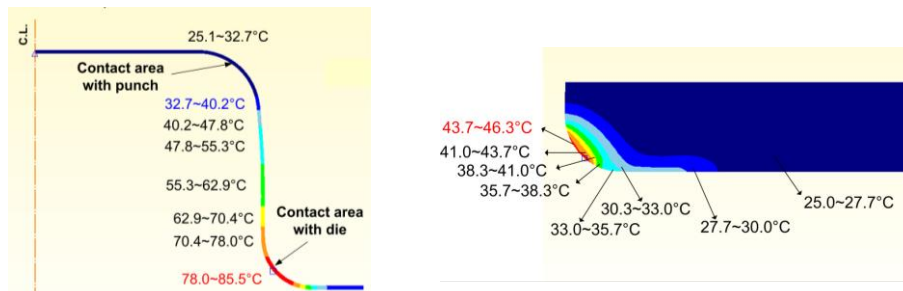 C.L.
25.1~32.7°C
Contact area
with punch
32.7~40.2°C
40.2~47.8°C
47.8~55.3°C
55.3~62.9°C
62.9~70.4°C
70.4~78.0°C
78.0~85.5°C
Contact area
with die
43.7~46.3°C
41.0~43.7°C
38.3~41.0°C
35.7~38.3°C
33.0~35.7°C
30.3~33.0°C
27.7~30.0°C
25.0~27.7°C